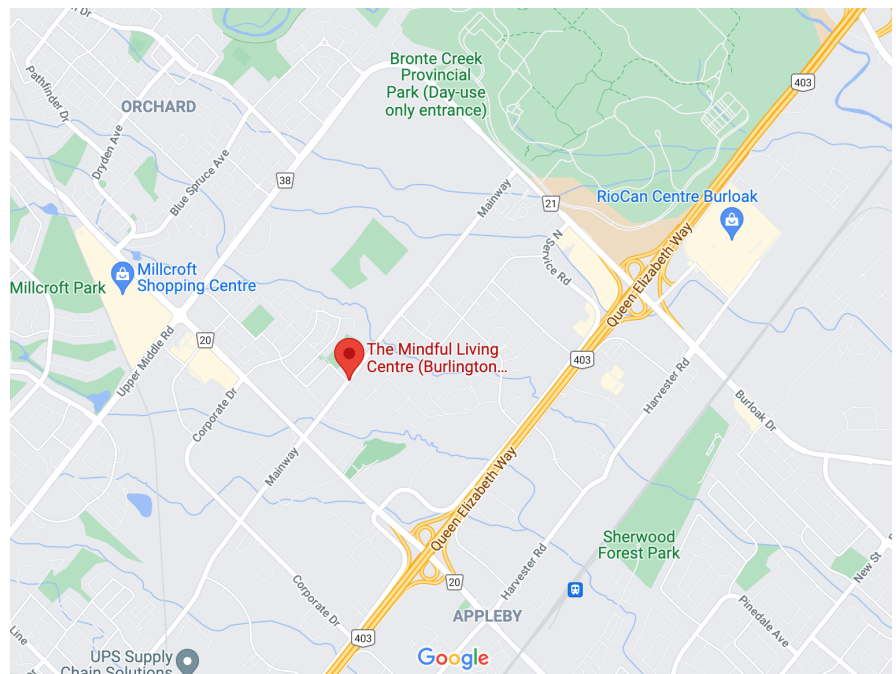 Bronte Creek
Provincial
Park (Day-use
only entrance)
403
Pathfinder Dr
ORCHARD
Dryden Ave
Blue Spruce Ave
38
Mainway
21
RioCan Centre Burloak
N Service Rd
Queen Elizabeth Way
Millcroft Park
Millcroft
Shopping Centre
20
Upper Middle Rd
The Mindful Living
Centre (Burlington...
403
Corporate Dr
Harvester Rd
Burloak Dr
Mainway
Queen Elizabeth Way
Sherwood
Forest Park
Harvester Rd
New St
20
Corporate Dr
APPLEBY
Pinedale Ave
403
Line
UPS Supply
Chain Solutions
Google